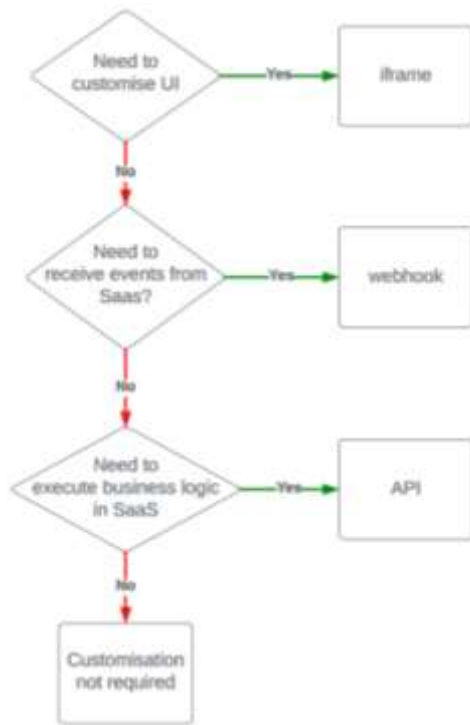 Need to
customise UI
Yes
iframe
No
Need to
receive events from
Saas?
Yes
webhook
No
Need to
execute business logic
in SaaS
Yes
API
No
Customisation
not required